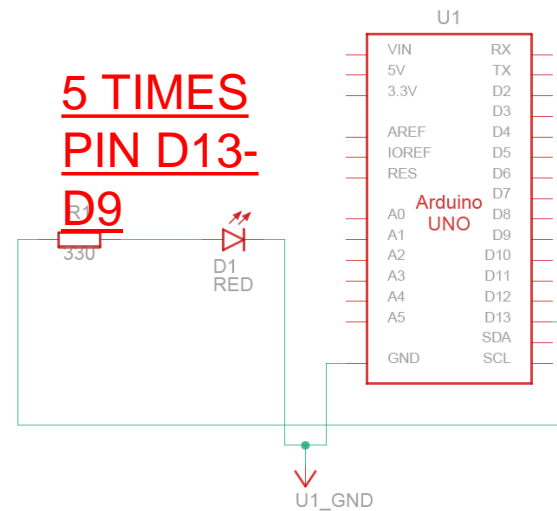 U1
5 TIMES
PIN D13-
D9
R1
330
D1
RED
VIN
5V
3.3V
AREF
IOREF
RES
A0
A1
A2
A3
A4
A5
GND
Arduino
UNO
RX
TX
D2
D3
D4
D5
D6
D7
D8
D9
D10
D11
D12
D13
SDA
SCL
U1_GND